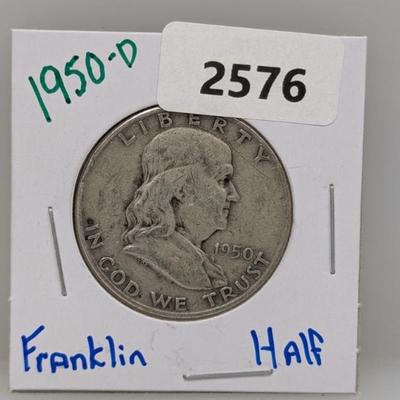 1950-D
2576
LIBERTY
1950
IN GOD WE TRUST
Franklin Half